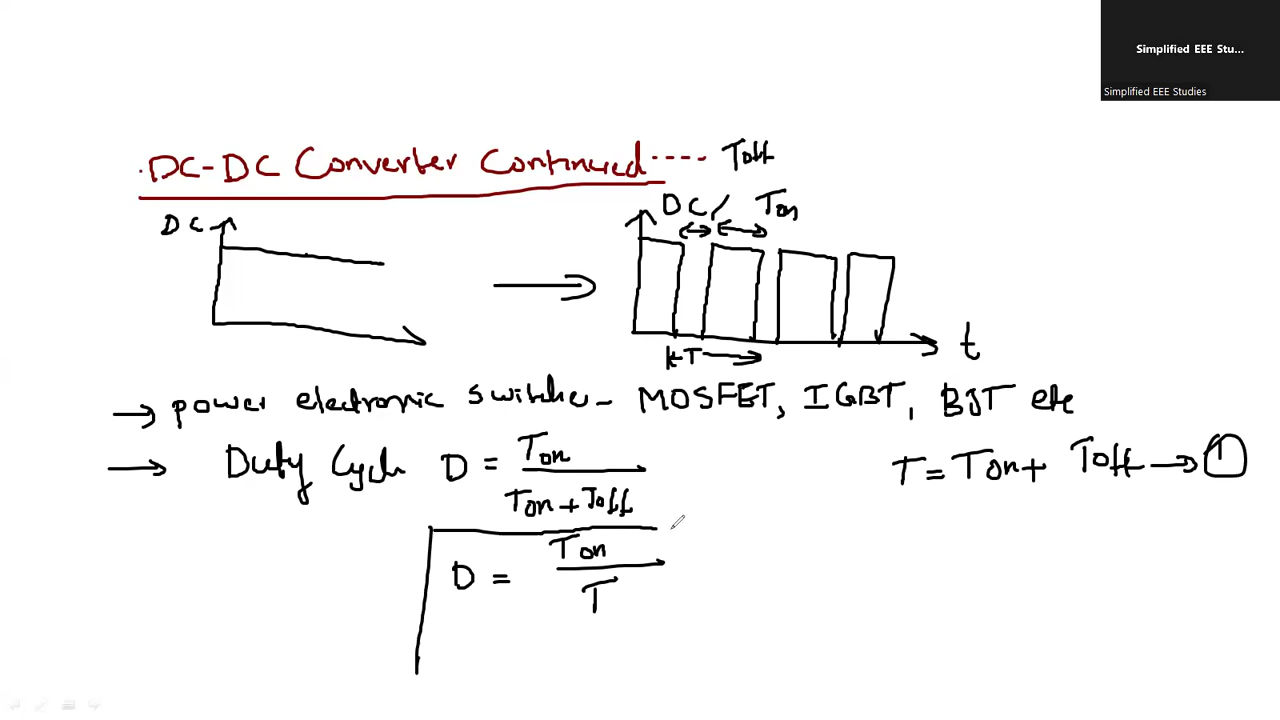 Simplified EEE Stu...
Simplified EEE Studies
DC-DC Converter Continued ---- Toff
DC
DC/ Ton
T
t
→ power electronic switches - MOSFET, IGBT, BJT etc
→ Duty Cycle D = Ton
Ton + Toff
T = Ton + Toff → 1
D = Ton
T